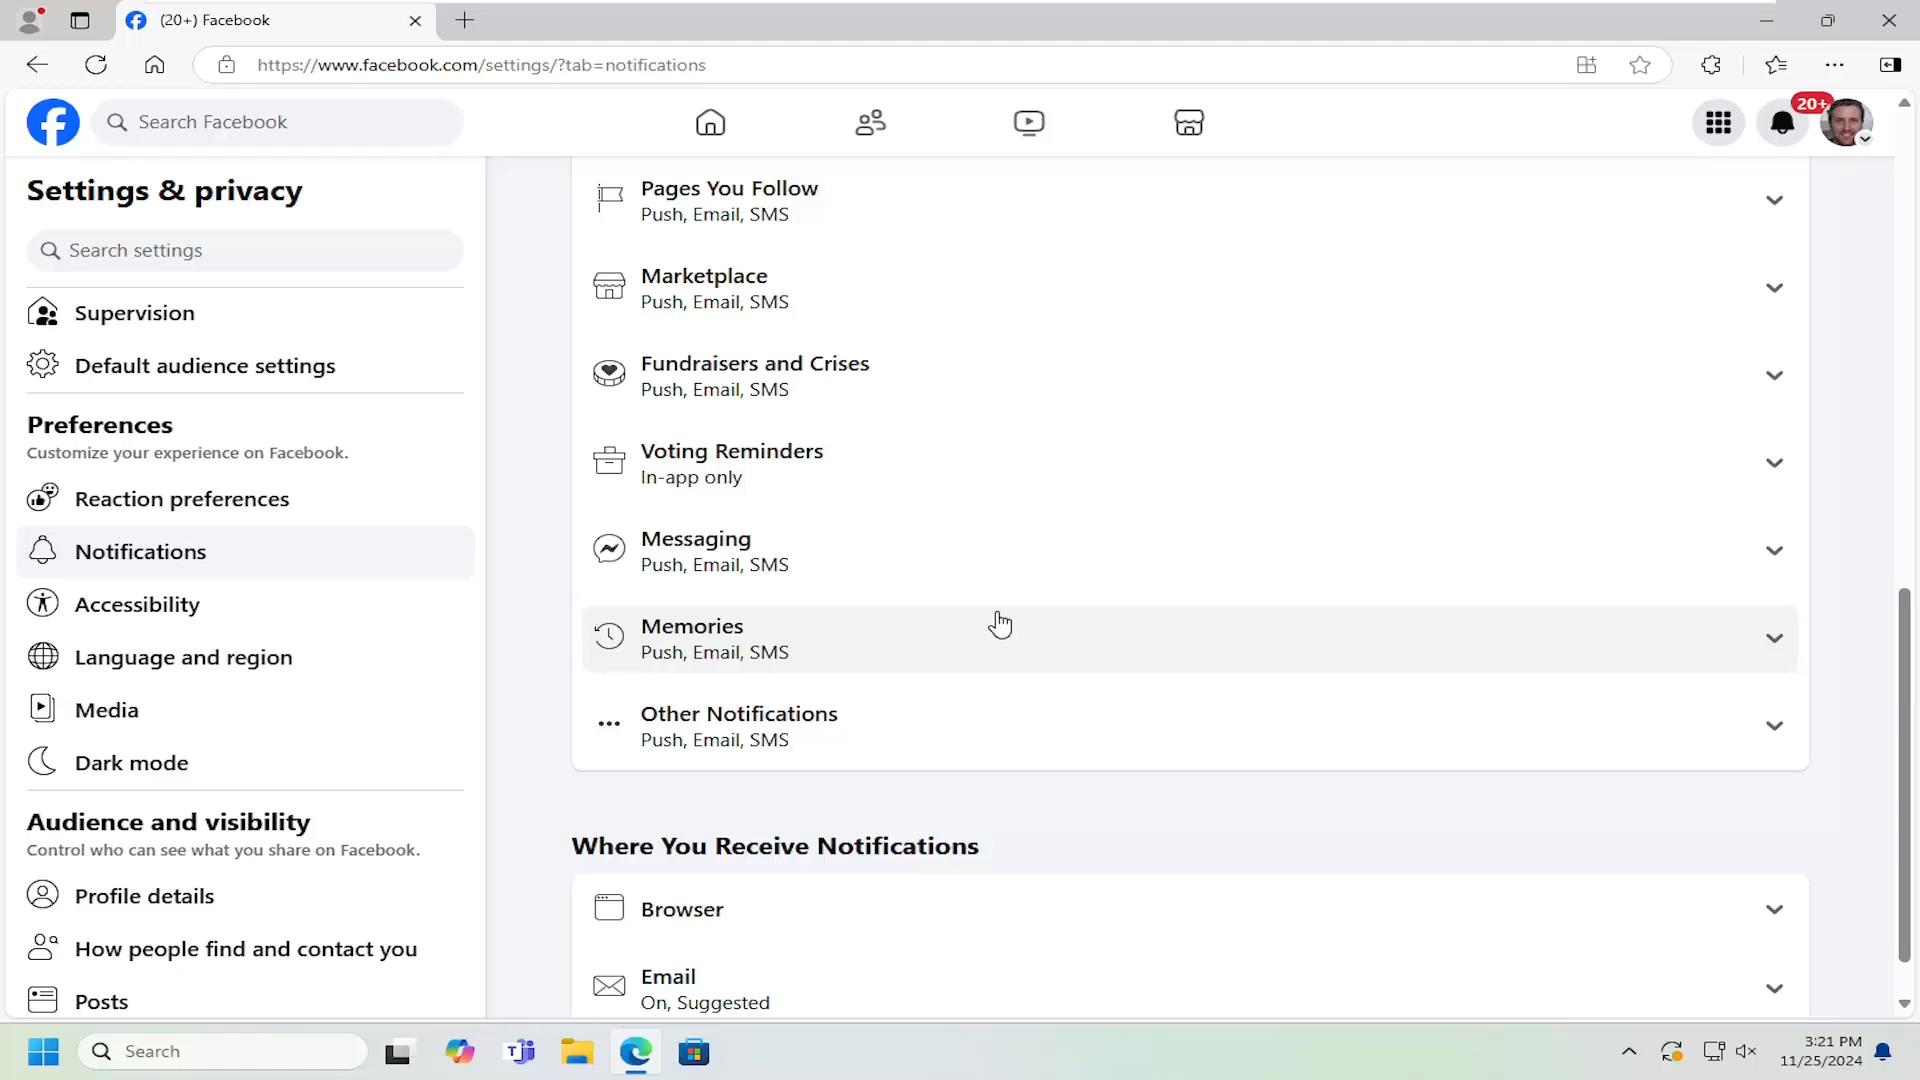 (20+) Facebook
https://www.facebook.com/settings/?tab=notifications
Search Facebook
20+
Settings & privacy
Search settings
Supervision
Default audience settings
Preferences
Customize your experience on Facebook.
Reaction preferences
Notifications
Accessibility
Language and region
Media
Dark mode
Audience and visibility
Control who can see what you share on Facebook.
Profile details
How people find and contact you
Posts
Pages You Follow
Push, Email, SMS
Marketplace
Push, Email, SMS
Fundraisers and Crises
Push, Email, SMS
Voting Reminders
In-app only
Messaging
Push, Email, SMS
Memories
Push, Email, SMS
Other Notifications
Push, Email, SMS
Where You Receive Notifications
Browser
Email
On, Suggested
Search
3:21 PM
11/25/2024